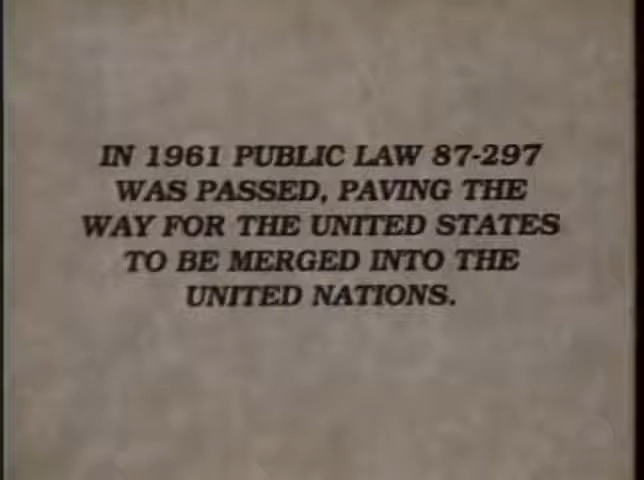 IN 1961 PUBLIC LAW 87-297
WAS PASSED, PAVING THE
WAY FOR THE UNITED STATES
TO BE MERGED INTO THE
UNITED NATIONS.